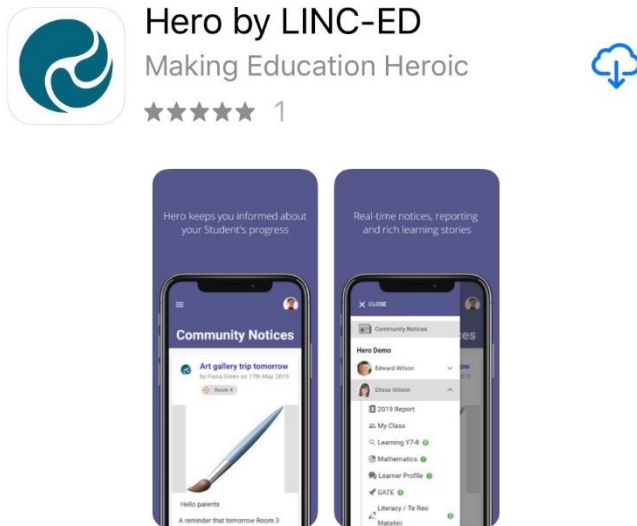 Hero by LINC-ED
Making Education Heroic
1
Hero keeps you informed about
your Student's progress
Community Notices
Art gallery trip tomorrow
by Fiona Green on 17th May, 2019
Room 4
Hello parents
A reminder that tomorrow Room 3
Real-time notices, reporting
and rich learning stories
X CLOSE
Community Notices
Hero Demo
Edward Wilson
Elissa Wilson
2019 Report
My Class
Learning Y7-8
Mathematics
Learner Profile
GATE
Literacy / Te Reo
Matatini